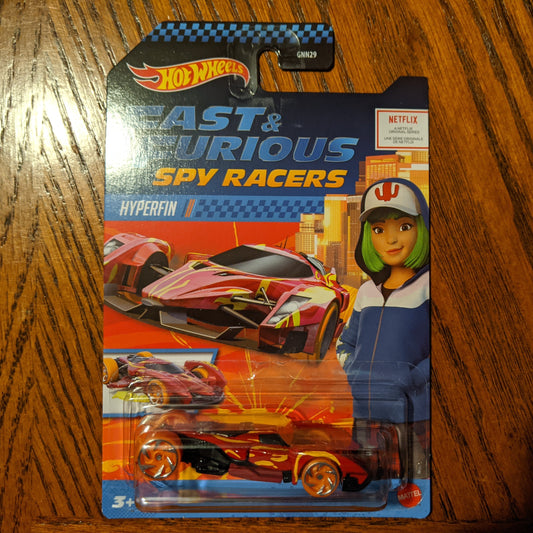 GNN29
HOT WHEELS
FAST &
FURIOUS
SPY RACERS
NETFLIX
A NETFLIX
ORIGINAL SERIES
UNE SÉRIE ORIGINALE
DE NETFLIX
HYPERFIN
3+
MATTEL